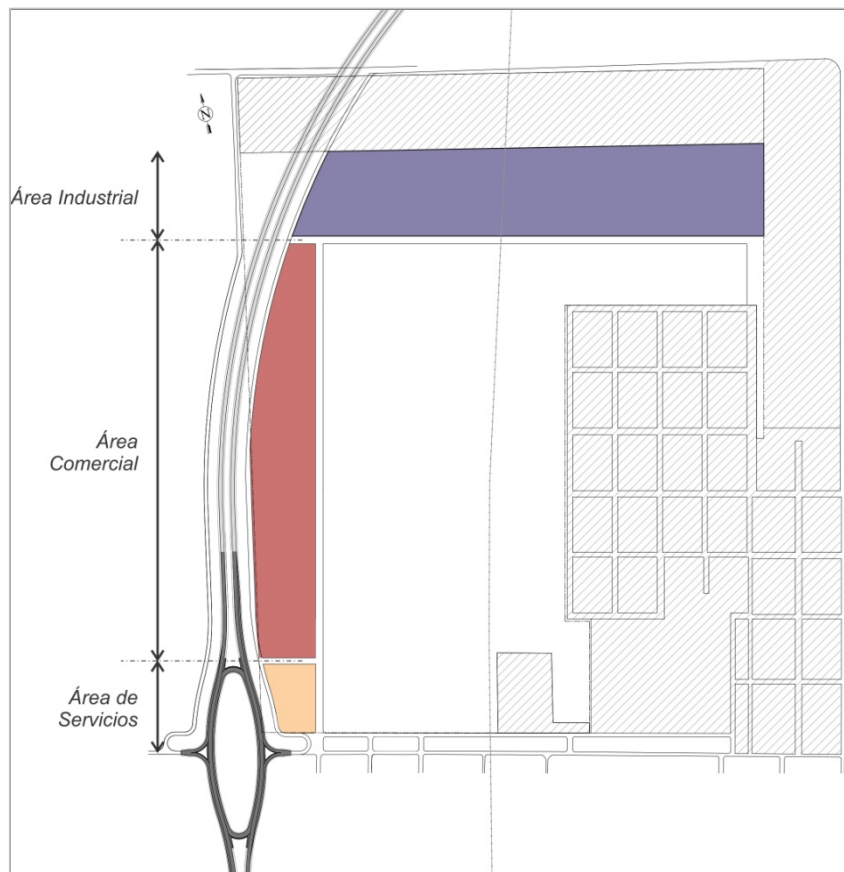 N
Área Industrial
Área
Comercial
Área de
Servicios